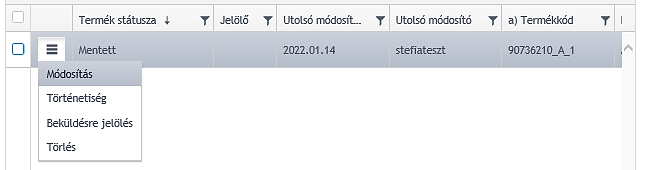 Termék státusza ↓ Jelölő Utolsó módosít... Utolsó módosító a) Termékkód
Mentett 2022.01.14 stefiateszt 90736210_A_1
Módosítás
Történetiség
Beküldésre jelölés
Törlés